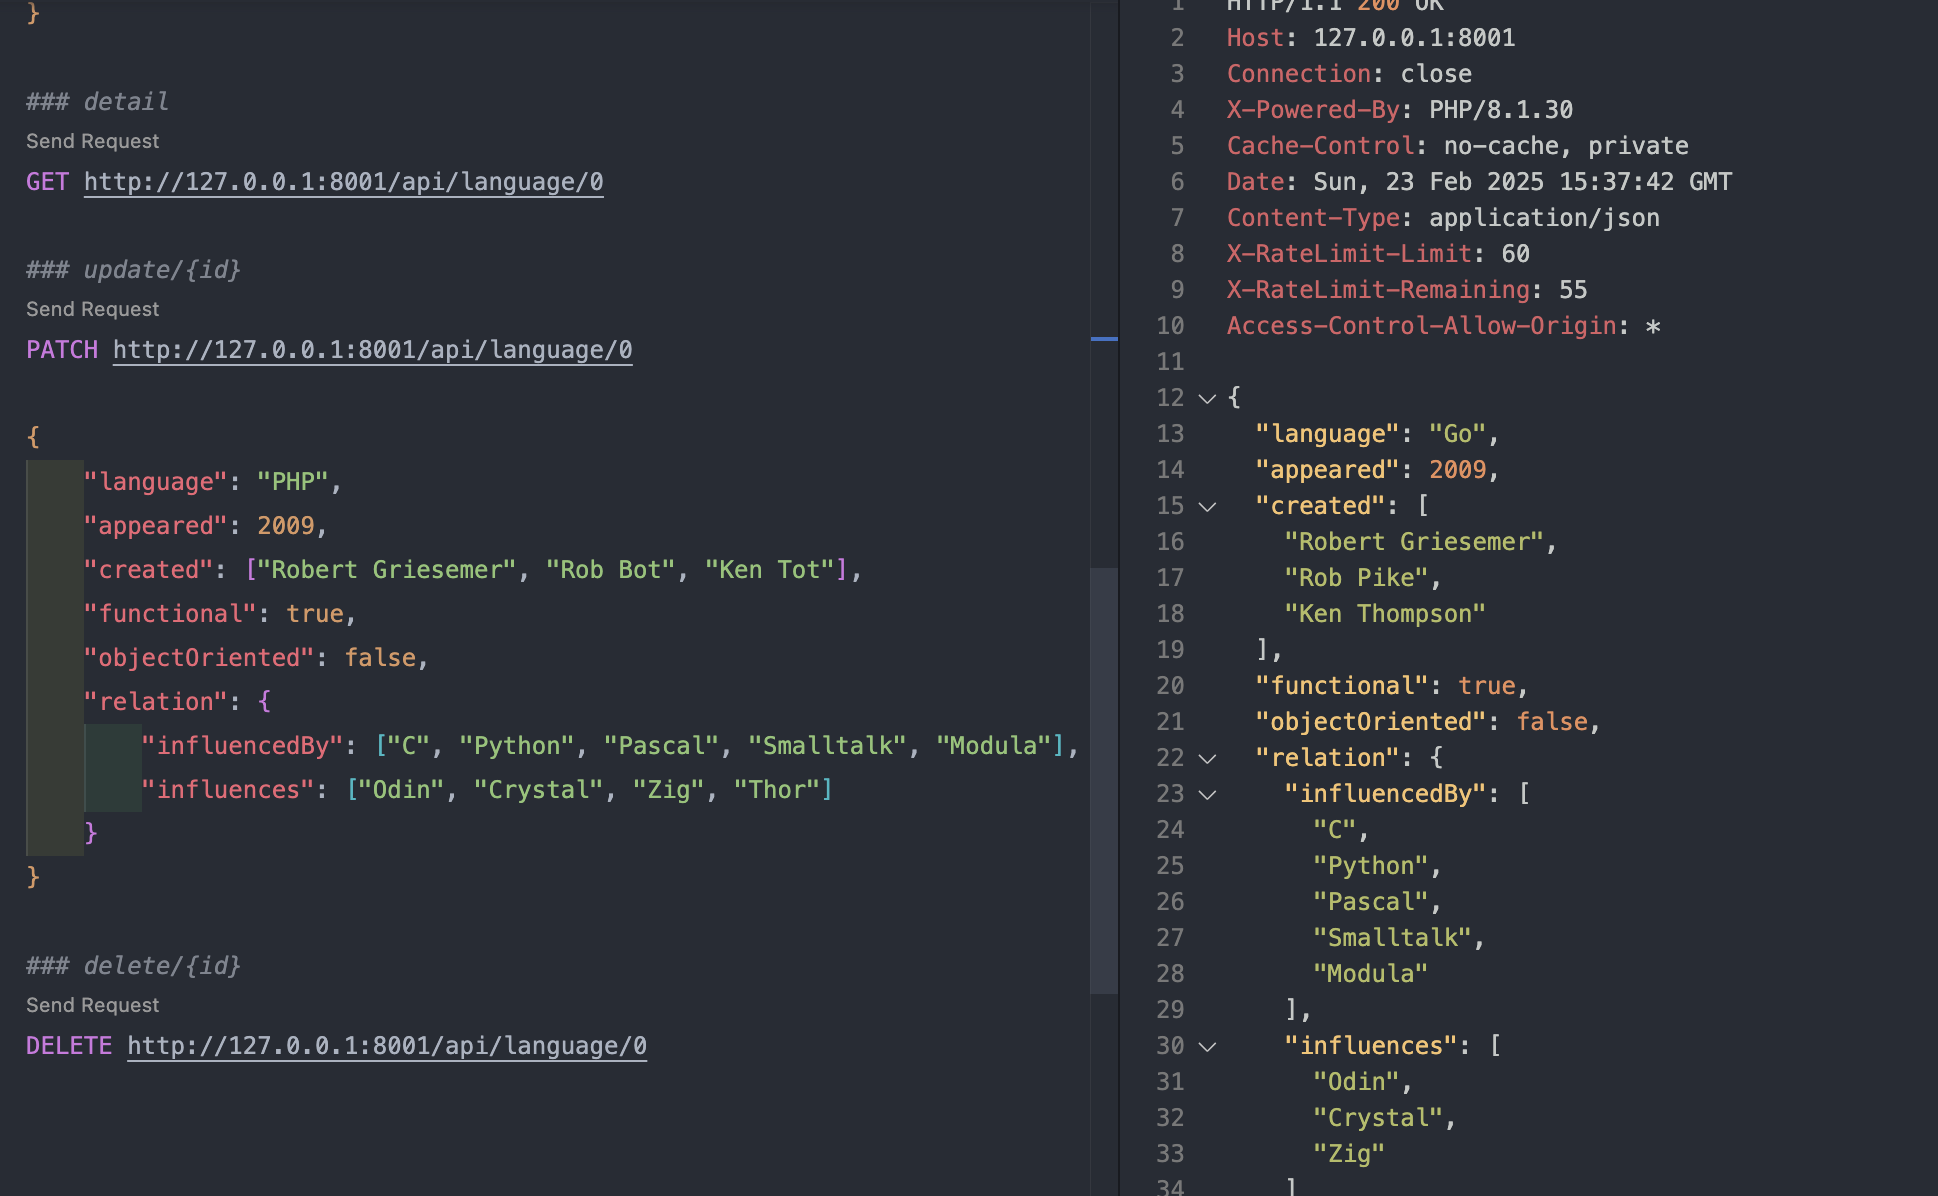 }
### detail
Send Request
GET http://127.0.0.1:8001/api/language/0
### update/{id}
Send Request
PATCH http://127.0.0.1:8001/api/language/0
{
"language": "PHP",
"appeared": 2009,
"created": ["Robert Griesemer", "Rob Bot", "Ken Tot"],
"functional": true,
"objectOriented": false,
"relation": {
"influencedBy": ["C", "Python", "Pascal", "Smalltalk", "Modula"],
"influences": ["Odin", "Crystal", "Zig", "Thor"]
}
}
### delete/{id}
Send Request
DELETE http://127.0.0.1:8001/api/language/0
1 HTTP/1.1 200 OK
2 Host: 127.0.0.1:8001
3 Connection: close
4 X-Powered-By: PHP/8.1.30
5 Cache-Control: no-cache, private
6 Date: Sun, 23 Feb 2025 15:37:42 GMT
7 Content-Type: application/json
8 X-RateLimit-Limit: 60
9 X-RateLimit-Remaining: 55
10 Access-Control-Allow-Origin: *
11
12 {
13 "language": "Go",
14 "appeared": 2009,
15 "created": [
16 "Robert Griesemer",
17 "Rob Pike",
18 "Ken Thompson"
19 ],
20 "functional": true,
21 "objectOriented": false,
22 "relation": {
23 "influencedBy": [
24 "C",
25 "Python",
26 "Pascal",
27 "Smalltalk",
28 "Modula"
29 ],
30 "influences": [
31 "Odin",
32 "Crystal",
33 "Zig"
34 ]